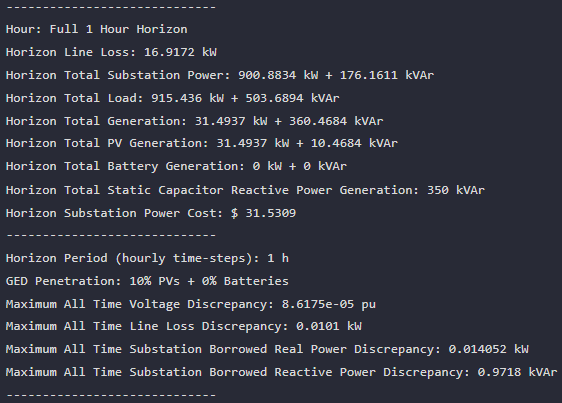 -----------------------------
Hour: Full 1 Hour Horizon
Horizon Line Loss: 16.9172 kW
Horizon Total Substation Power: 900.8834 kW + 176.1611 kVAr
Horizon Total Load: 915.436 kW + 503.6894 kVAr
Horizon Total Generation: 31.4937 kW + 360.4684 kVAr
Horizon Total PV Generation: 31.4937 kW + 10.4684 kVAr
Horizon Total Battery Generation: 0 kW + 0 kVAr
Horizon Total Static Capacitor Reactive Power Generation: 350 kVAr
Horizon Substation Power Cost: $ 31.5309
-----------------------------
Horizon Period (hourly time-steps): 1 h
GED Penetration: 10% PVs + 0% Batteries
Maximum All Time Voltage Discrepancy: 8.6175e-05 pu
Maximum All Time Line Loss Discrepancy: 0.0101 kW
Maximum All Time Substation Borrowed Real Power Discrepancy: 0.014052 kW
Maximum All Time Substation Borrowed Reactive Power Discrepancy: 0.9718 kVAr
-----------------------------